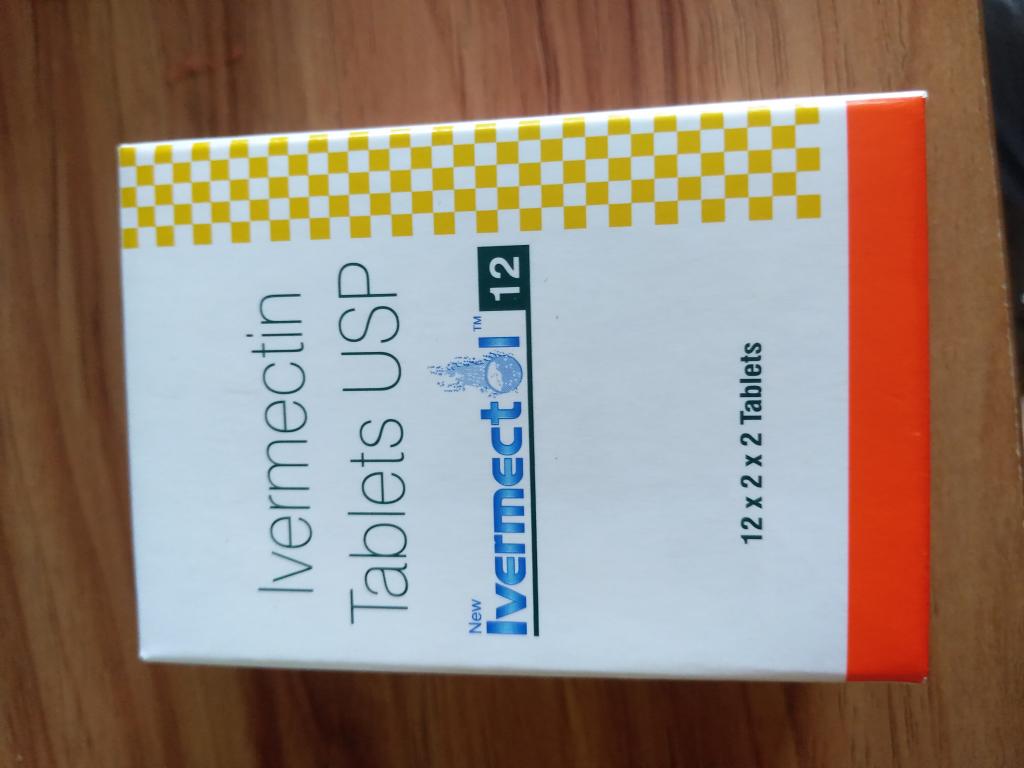 Ivermectin
Tablets USP
New
Ivermectol™ 12
12 x 2 x 2 Tablets